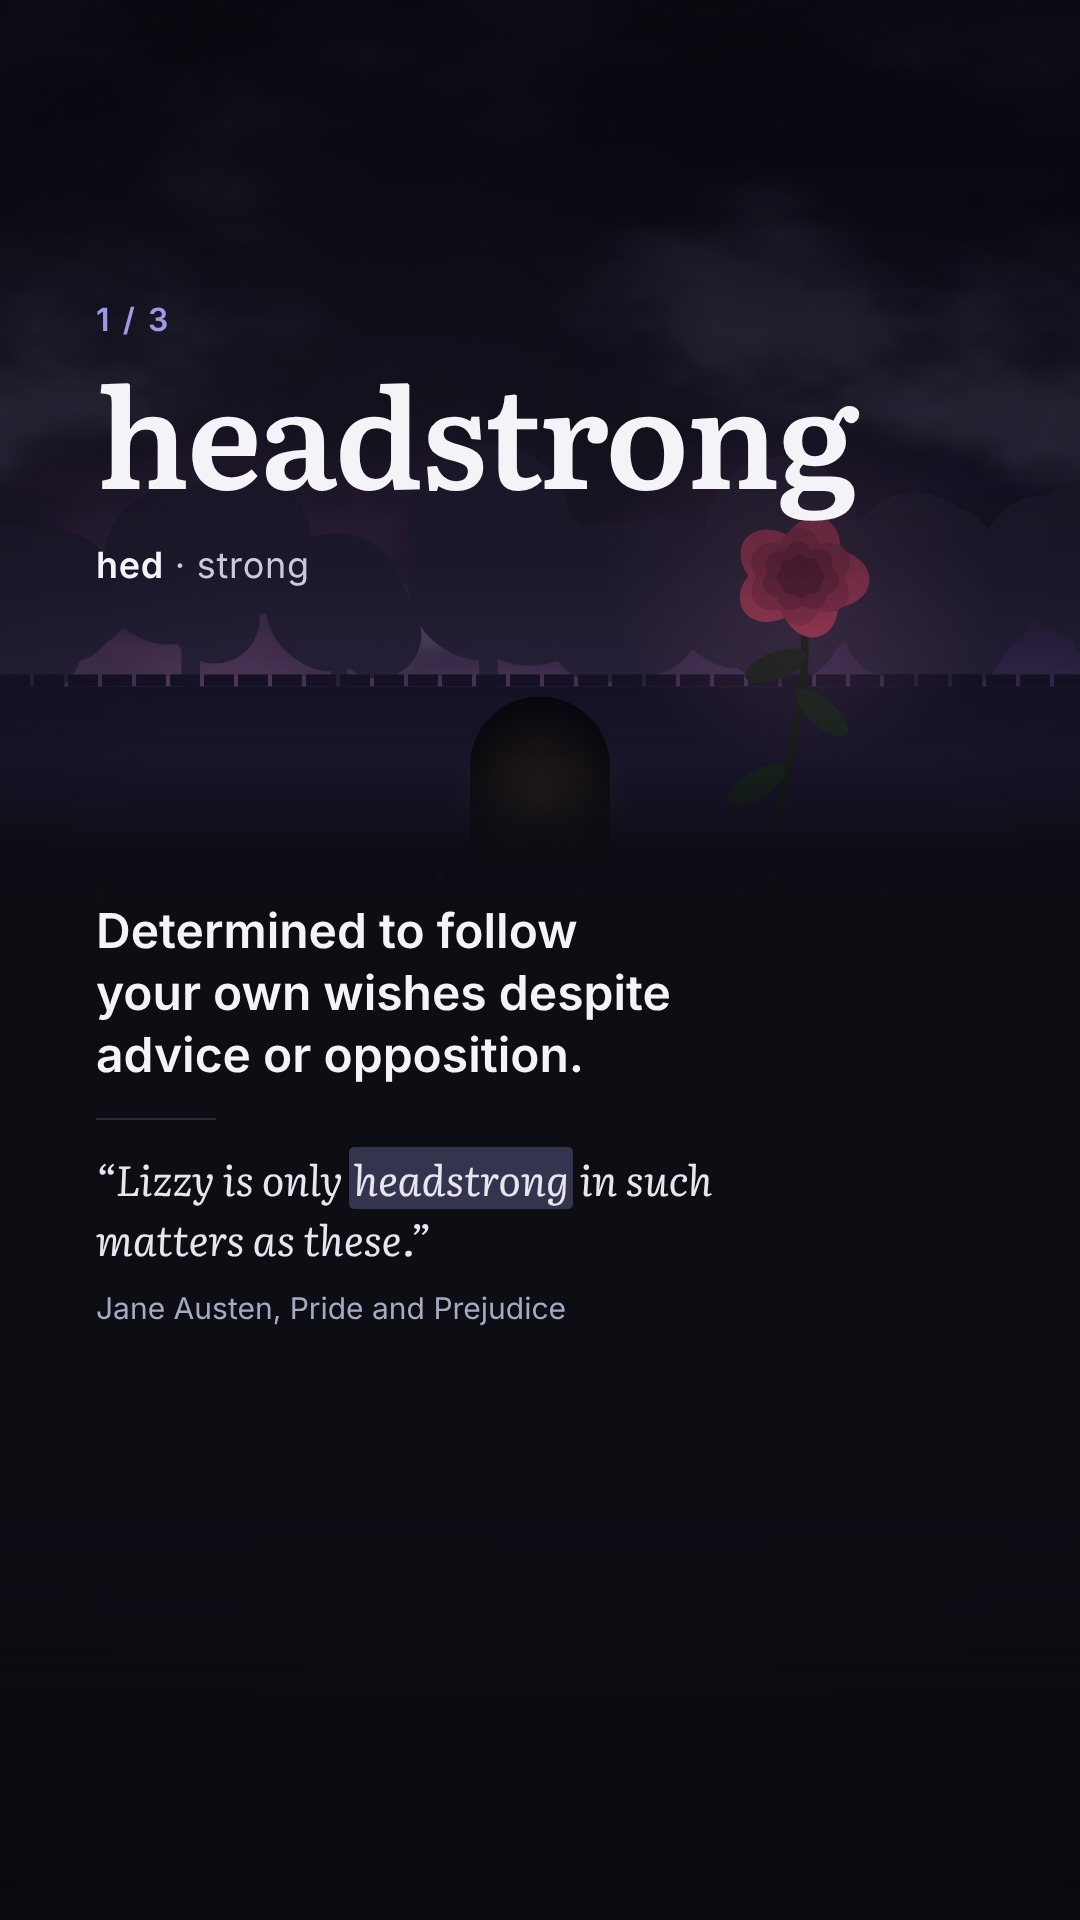 1 / 3
headstrong
hed · strong
Determined to follow
your own wishes despite
advice or opposition.
“Lizzy is only headstrong in such
matters as these.”
Jane Austen, Pride and Prejudice